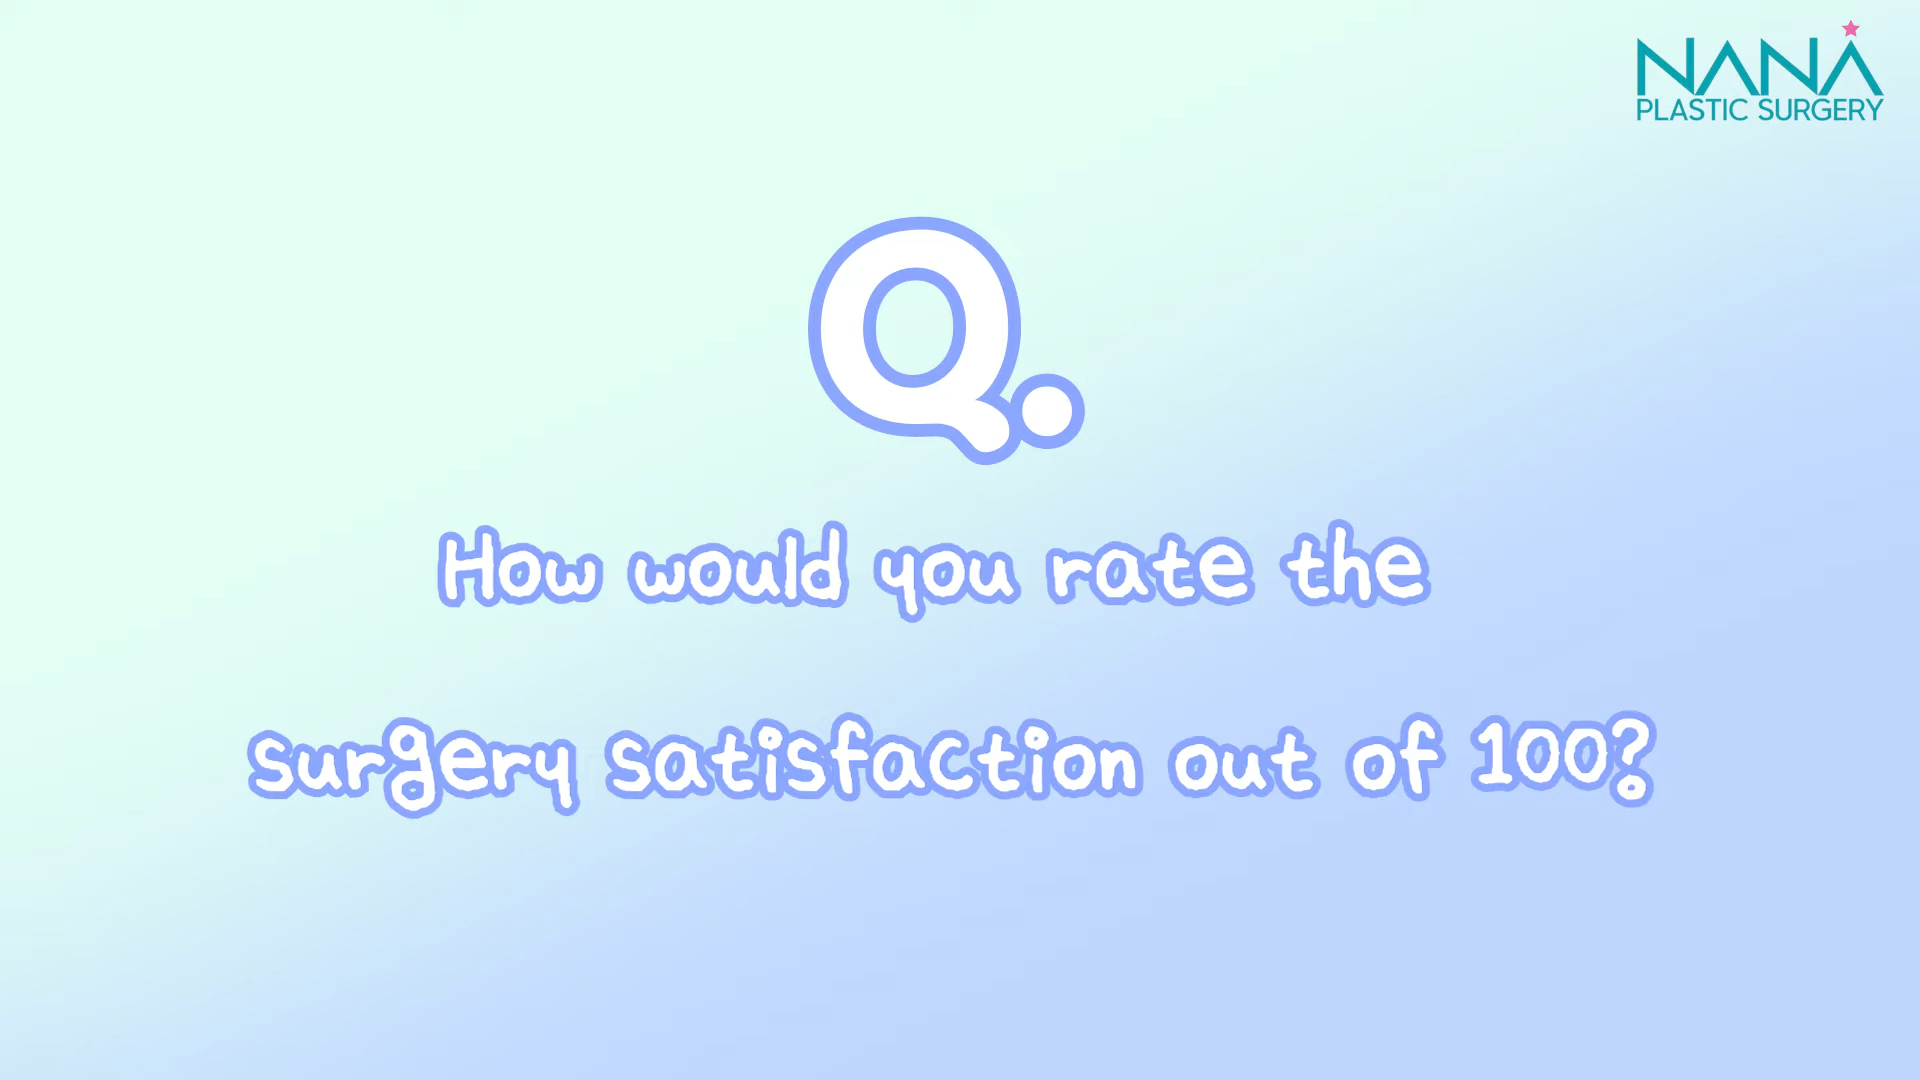 NANA
PLASTIC SURGERY
Q.
How would you rate the
surgery satisfaction out of 100?